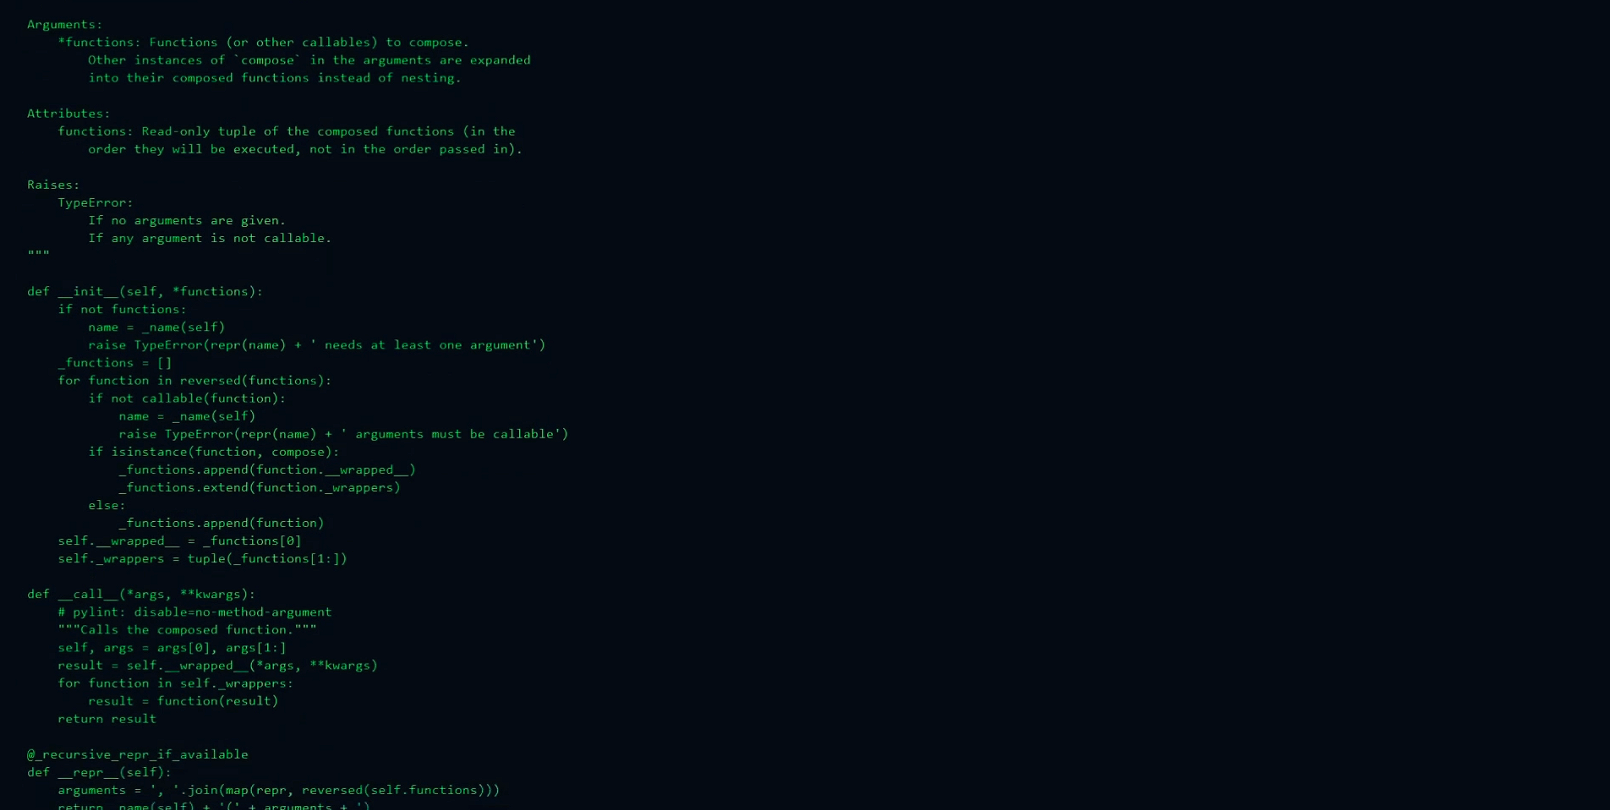 Arguments:
    *functions: Functions (or other callables) to compose.
        Other instances of `compose` in the arguments are expanded
        into their composed functions instead of nesting.

Attributes:
    functions: Read-only tuple of the composed functions (in the
        order they will be executed, not in the order passed in).

Raises:
    TypeError:
        If no arguments are given.
        If any argument is not callable.
"""

def __init__(self, *functions):
    if not functions:
        name = _name(self)
        raise TypeError(repr(name) + ' needs at least one argument')
    _functions = []
    for function in reversed(functions):
        if not callable(function):
            name = _name(self)
            raise TypeError(repr(name) + ' arguments must be callable')
        if isinstance(function, compose):
            _functions.append(function.__wrapped__)
            _functions.extend(function._wrappers)
        else:
            _functions.append(function)
    self.__wrapped__ = _functions[0]
    self._wrappers = tuple(_functions[1:])

def __call__(*args, **kwargs):
    # pylint: disable=no-method-argument
    """Calls the composed function."""
    self, args = args[0], args[1:]
    result = self.__wrapped__(*args, **kwargs)
    for function in self._wrappers:
        result = function(result)
    return result

@_recursive_repr_if_available
def __repr__(self):
    arguments = ', '.join(map(repr, reversed(self.functions)))
    return _name(self) + '(' + arguments + ')